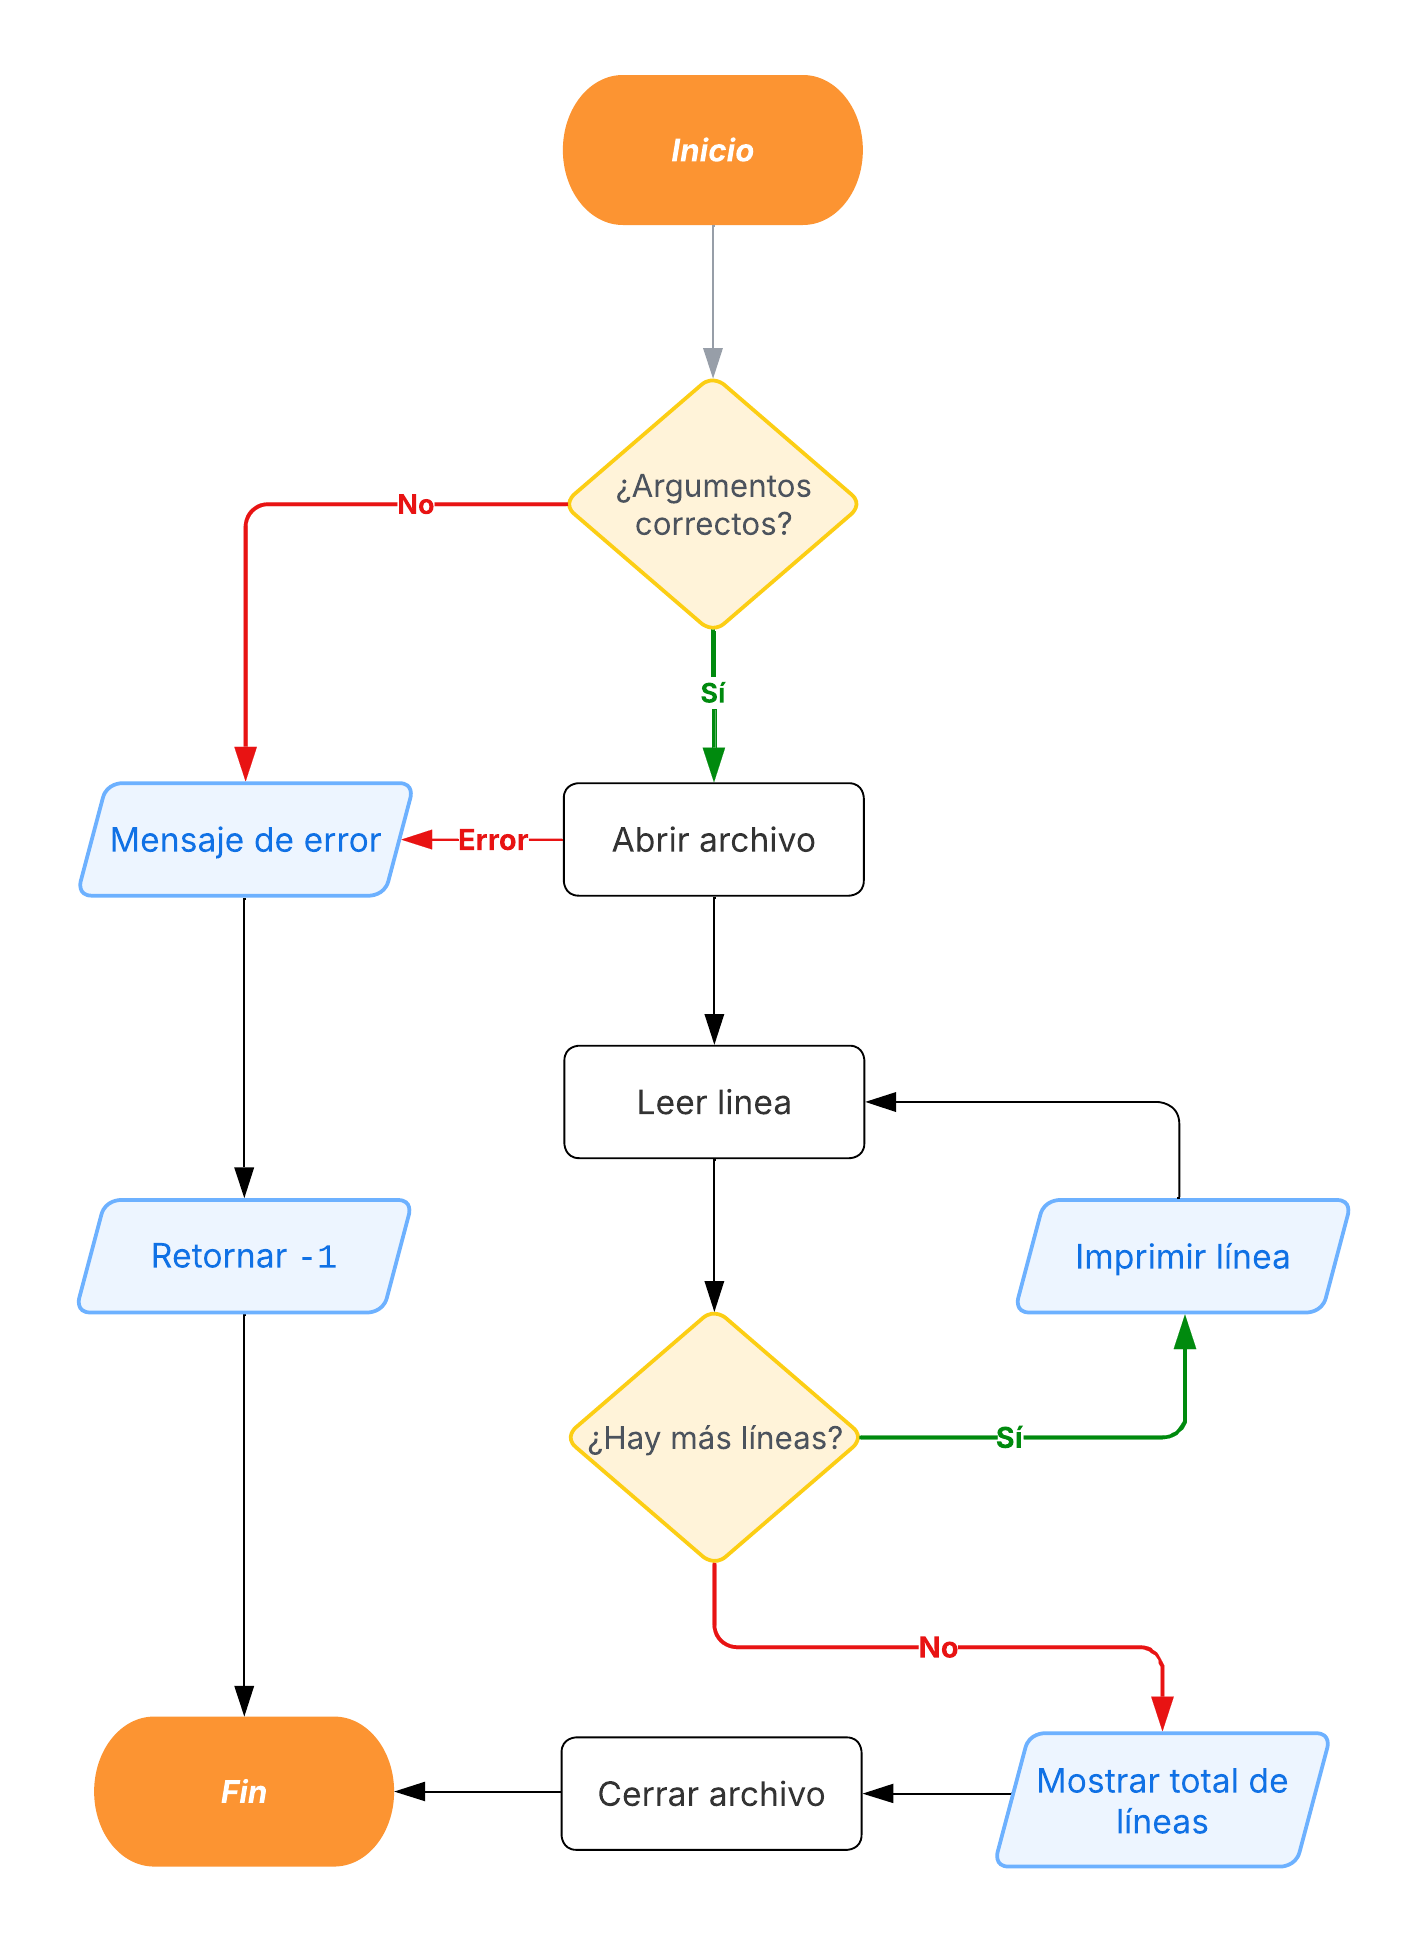 Inicio
¿Argumentos
correctos?
No
Sí
Mensaje de error
Error
Abrir archivo
Leer linea
Retornar -1
Imprimir línea
¿Hay más líneas?
Sí
No
Fin
Cerrar archivo
Mostrar total de
líneas